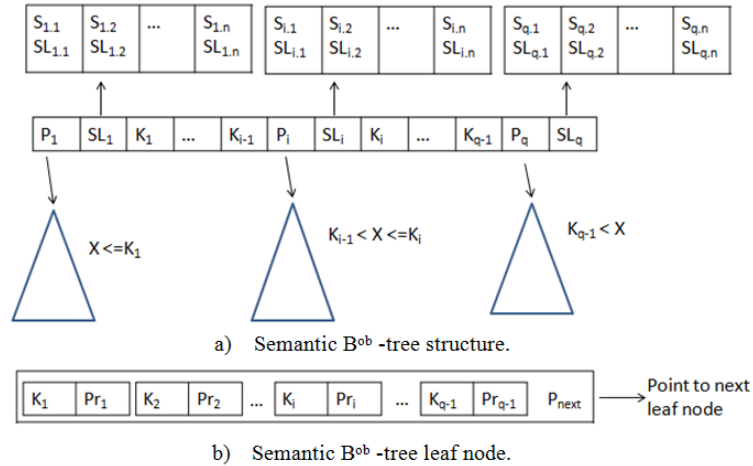 S1.1 S1.2 ... S1.n
SL1.1 SL1.2 SL1.n
Si.1 Si.2 ... Si.n
SLi.1 SLi.2 SLi.n
Sq.1 Sq.2 ... Sq.n
SLq.1 SLq.2 SLq.n
P1 SL1 K1 ... Ki-1 Pi SLi Ki ... Kq-1 Pq SLq
X <=K1
Ki-1 < X <=Ki
Kq-1 < X
a) Semantic Bob -tree structure.
K1 Pr1 K2 Pr2 ... Ki Pri ... Kq-1 Prq-1 Pnext
Point to next
leaf node
b) Semantic Bob -tree leaf node.